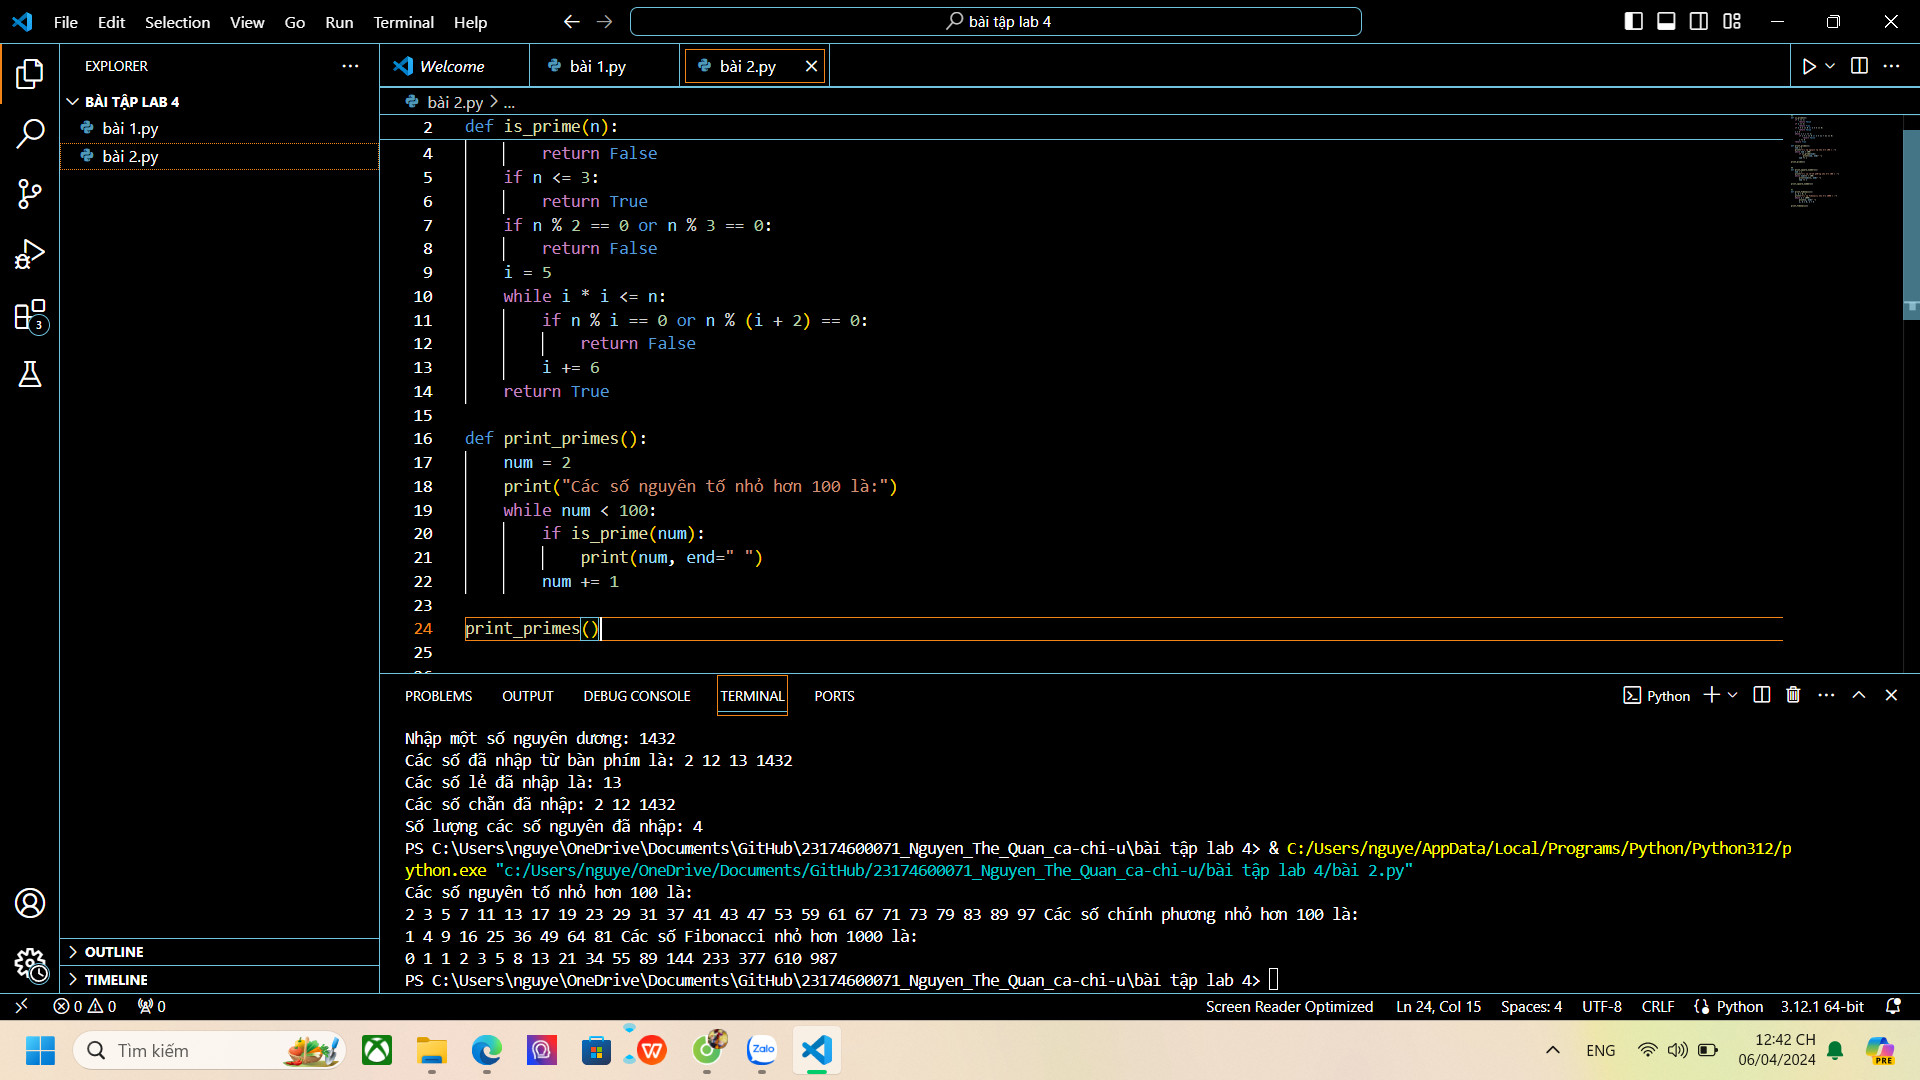 File Edit Selection View Go Run Terminal Help
bài tập lab 4
EXPLORER
BÀI TẬP LAB 4
bài 1.py
bài 2.py
OUTLINE
TIMELINE
3
Welcome
bài 1.py
bài 2.py
bài 2.py > ...
2 def is_prime(n):
4 return False
5 if n <= 3:
6 return True
7 if n % 2 == 0 or n % 3 == 0:
8 return False
9 i = 5
10 while i * i <= n:
11 if n % i == 0 or n % (i + 2) == 0:
12 return False
13 i += 6
14 return True
15
16 def print_primes():
17 num = 2
18 print("Các số nguyên tố nhỏ hơn 100 là:")
19 while num < 100:
20 if is_prime(num):
21 print(num, end=" ")
22 num += 1
23
24 print_primes()
25
PROBLEMS OUTPUT DEBUG CONSOLE TERMINAL PORTS
Python
Nhập một số nguyên dương: 1432
Các số đã nhập từ bàn phím là: 2 12 13 1432
Các số lẻ đã nhập là: 13
Các số chẵn đã nhập: 2 12 1432
Số lượng các số nguyên đã nhập: 4
PS C:\Users\nguye\OneDrive\Documents\GitHub\23174600071_Nguyen_The_Quan_ca-chi-u\bài tập lab 4> & C:/Users/nguye/AppData/Local/Programs/Python/Python312/p
ython.exe "c:/Users/nguye/OneDrive/Documents/GitHub/23174600071_Nguyen_The_Quan_ca-chi-u/bài tập lab 4/bài 2.py"
Các số nguyên tố nhỏ hơn 100 là:
2 3 5 7 11 13 17 19 23 29 31 37 41 43 47 53 59 61 67 71 73 79 83 89 97 Các số chính phương nhỏ hơn 100 là:
1 4 9 16 25 36 49 64 81 Các số Fibonacci nhỏ hơn 1000 là:
0 1 1 2 3 5 8 13 21 34 55 89 144 233 377 610 987
PS C:\Users\nguye\OneDrive\Documents\GitHub\23174600071_Nguyen_The_Quan_ca-chi-u\bài tập lab 4>
0 0 0 Screen Reader Optimized Ln 24, Col 15 Spaces: 4 UTF-8 CRLF Python 3.12.1 64-bit
Tìm kiếm
Zalo
ENG
12:42 CH
06/04/2024
PRE